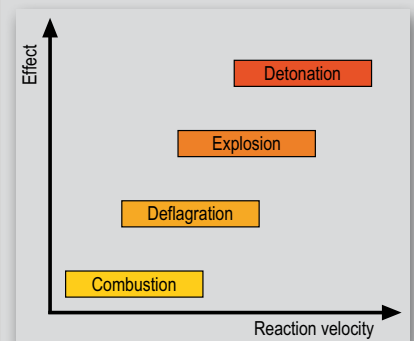 Effect
Detonation
Explosion
Deflagration
Combustion
Reaction velocity